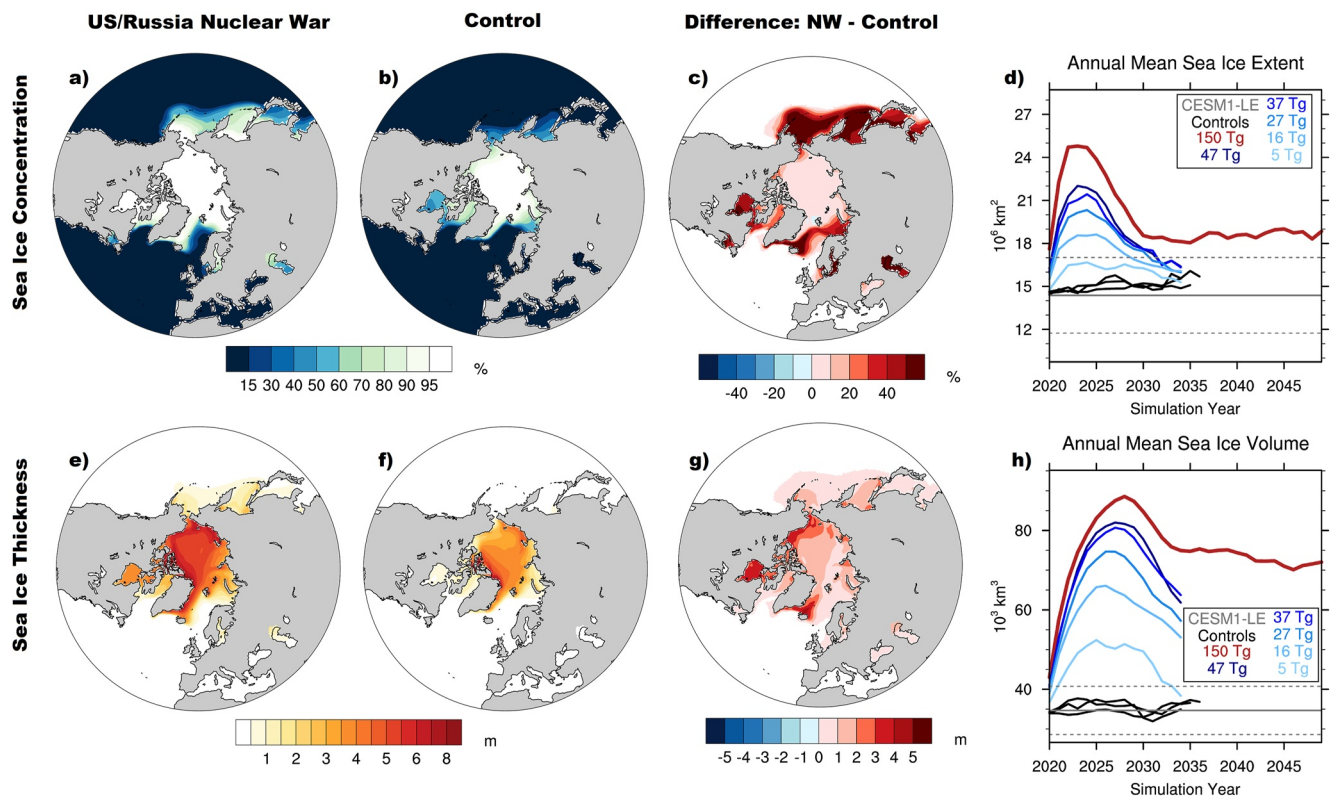 US/Russia Nuclear War
Control
Difference: NW - Control
Sea Ice Concentration
a)
b)
c)
d)
Annual Mean Sea Ice Extent
CESM1-LE 37 Tg
Controls 27 Tg
150 Tg 16 Tg
47 Tg 5 Tg
27
24
21
18
15
12
10⁶ km²
2020 2025 2030 2035 2040 2045
Simulation Year
15 30 40 50 60 70 80 90 95
%
-40 -20 0 20 40
%
Sea Ice Thickness
e)
f)
g)
h)
Annual Mean Sea Ice Volume
80
60
40
10³ km³
CESM1-LE 37 Tg
Controls 27 Tg
150 Tg 16 Tg
47 Tg 5 Tg
2020 2025 2030 2035 2040 2045
Simulation Year
1 2 3 4 5 6 7 8
m
-5 -4 -3 -2 -1 0 1 2 3 4 5
m